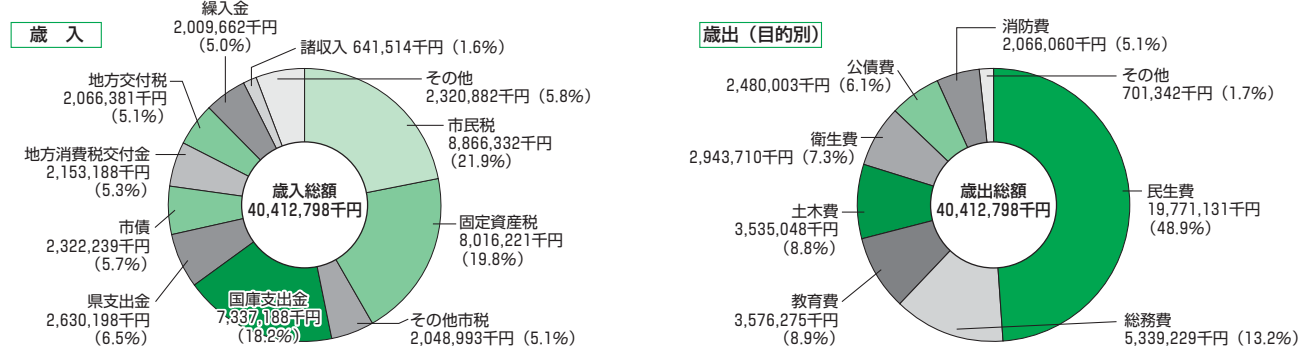 歳　入
繰入金
2,009,662千円
(5.0%)
諸収入 641,514千円(1.6%)
その他
2,320,882千円(5.8%)
市民税
8,866,332千円
(21.9%)
固定資産税
8,016,221千円
(19.8%)
その他市税
2,048,993千円(5.1%)
国庫支出金
7,337,188千円
(18.2%)
県支出金
2,630,198千円
(6.5%)
市債
2,322,239千円
(5.7%)
地方消費税交付金
2,153,188千円
(5.3%)
地方交付税
2,066,381千円
(5.1%)
歳入総額
40,412,798千円
歳出(目的別)
消防費
2,066,060千円(5.1%)
その他
701,342千円(1.7%)
民生費
19,771,131千円
(48.9%)
総務費
5,339,229千円(13.2%)
教育費
3,576,275千円
(8.9%)
土木費
3,535,048千円
(8.8%)
衛生費
2,943,710千円(7.3%)
公債費
2,480,003千円(6.1%)
歳出総額
40,412,798千円